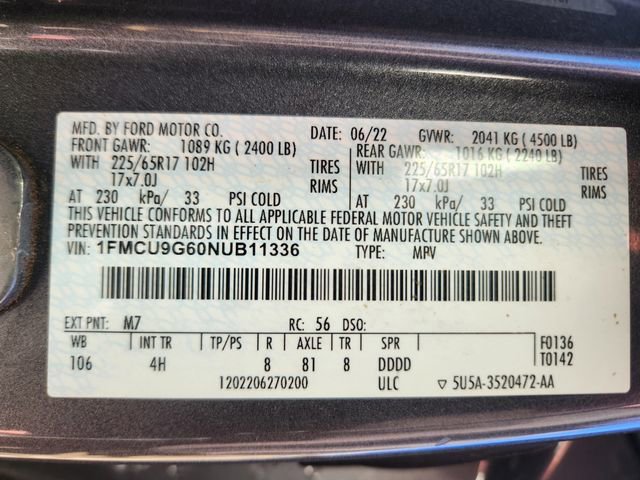 MFD. BY FORD MOTOR CO. DATE: 06/22 GVWR: 2041 KG (4500 LB)
FRONT GAWR: 1089 KG (2400 LB) REAR GAWR: 1016 KG (2240 LB)
WITH 225/65R17 102H TIRES WITH 225/65R17 102H TIRES
17x7.0J RIMS 17x7.0J RIMS
AT 230 kPa/ 33 PSI COLD AT 230 kPa/ 33 PSI COLD
THIS VEHICLE CONFORMS TO ALL APPLICABLE FEDERAL MOTOR VEHICLE SAFETY AND THEFT
PREVENTION STANDARDS IN EFFECT ON THE DATE OF MANUFACTURE SHOWN ABOVE.
VIN: 1FMCU9G60NUB11336 TYPE: MPV
EXT PNT: M7 RC: 56 DSO:
WB INT TR TP/PS R AXLE TR SPR F0136
106 4H 8 81 8 DDDD T0142
1202206270200 ULC ▽ 5U5A-3520472-AA